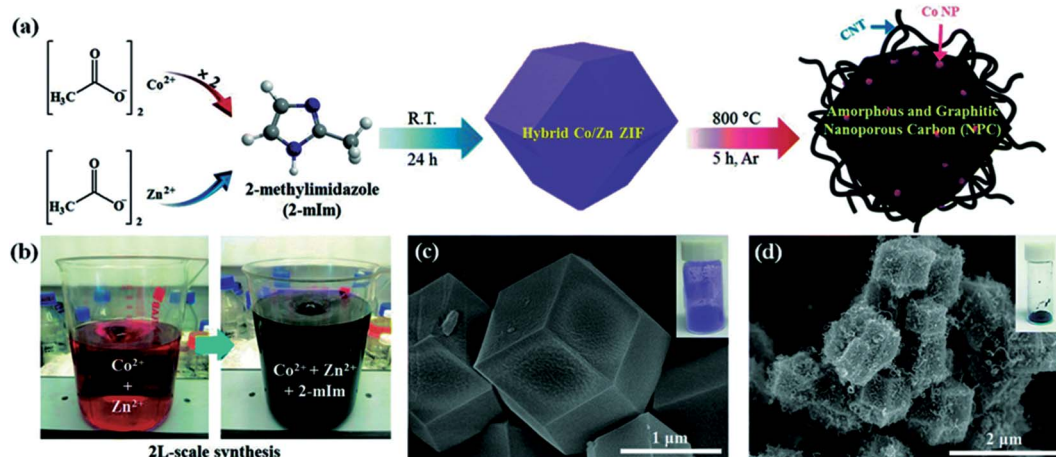 (a)
O
H₃C
O⁻
2
Co²⁺
× 2
O
H₃C
O⁻
2
Zn²⁺
2-methylimidazole
(2-mIm)
R.T.
24 h
Hybrid Co/Zn ZIF
800 °C
5 h, Ar
CNT
Co NP
Amorphous and Graphitic
Nanoporous Carbon (NPC)
(b)
Co²⁺
+
Zn²⁺
Co²⁺ + Zn²⁺
+ 2-mIm
2L-scale synthesis
(c)
1 µm
(d)
2 µm